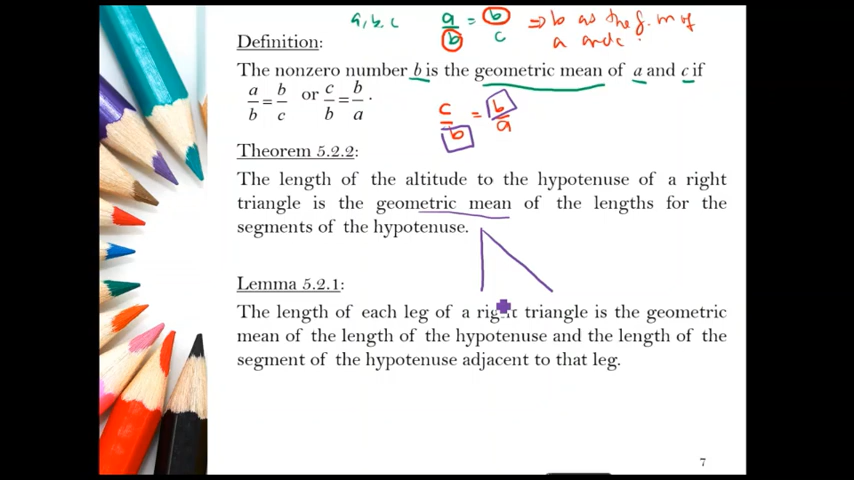 a, b, c a/b = b/c ⇒ b as the g.m of
a and c.
Definition:
The nonzero number b is the geometric mean of a and c if
a/b = b/c or c/b = b/a.
c/b = b/a
Theorem 5.2.2:
The length of the altitude to the hypotenuse of a right
triangle is the geometric mean of the lengths for the
segments of the hypotenuse.
Lemma 5.2.1:
The length of each leg of a right triangle is the geometric
mean of the length of the hypotenuse and the length of the
segment of the hypotenuse adjacent to that leg.
7